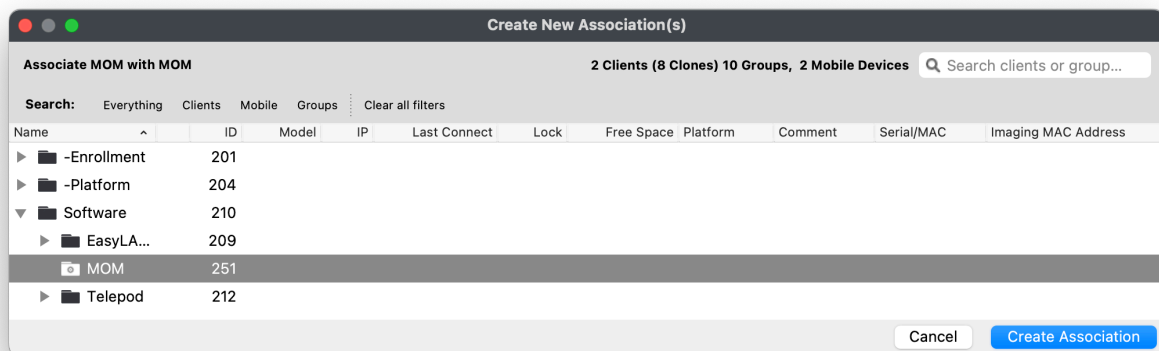 Create New Association(s)
Associate MOM with MOM
2 Clients (8 Clones) 10 Groups, 2 Mobile Devices
Search clients or group...
Search: Everything Clients Mobile Groups Clear all filters
Name ID Model IP Last Connect Lock Free Space Platform Comment Serial/MAC Imaging MAC Address
-Enrollment 201
-Platform 204
Software 210
EasyLA... 209
MOM 251
Telepod 212
Cancel Create Association